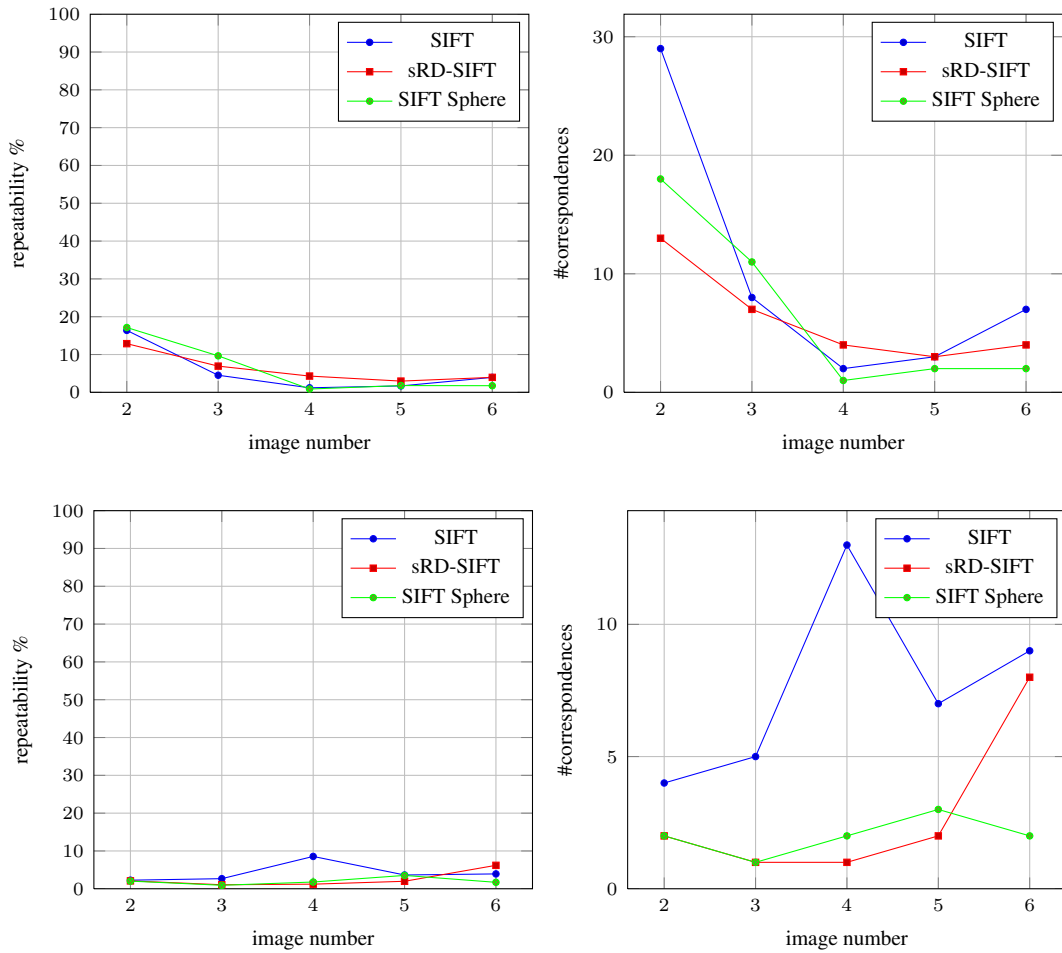 100
90
80
70
60
50
40
30
20
10
0
repeatability %
SIFT
sRD-SIFT
SIFT Sphere
2 3 4 5 6
image number
30
20
10
0
#correspondences
SIFT
sRD-SIFT
SIFT Sphere
2 3 4 5 6
image number
100
90
80
70
60
50
40
30
20
10
0
repeatability %
SIFT
sRD-SIFT
SIFT Sphere
2 3 4 5 6
image number
10
5
0
#correspondences
SIFT
sRD-SIFT
SIFT Sphere
2 3 4 5 6
image number